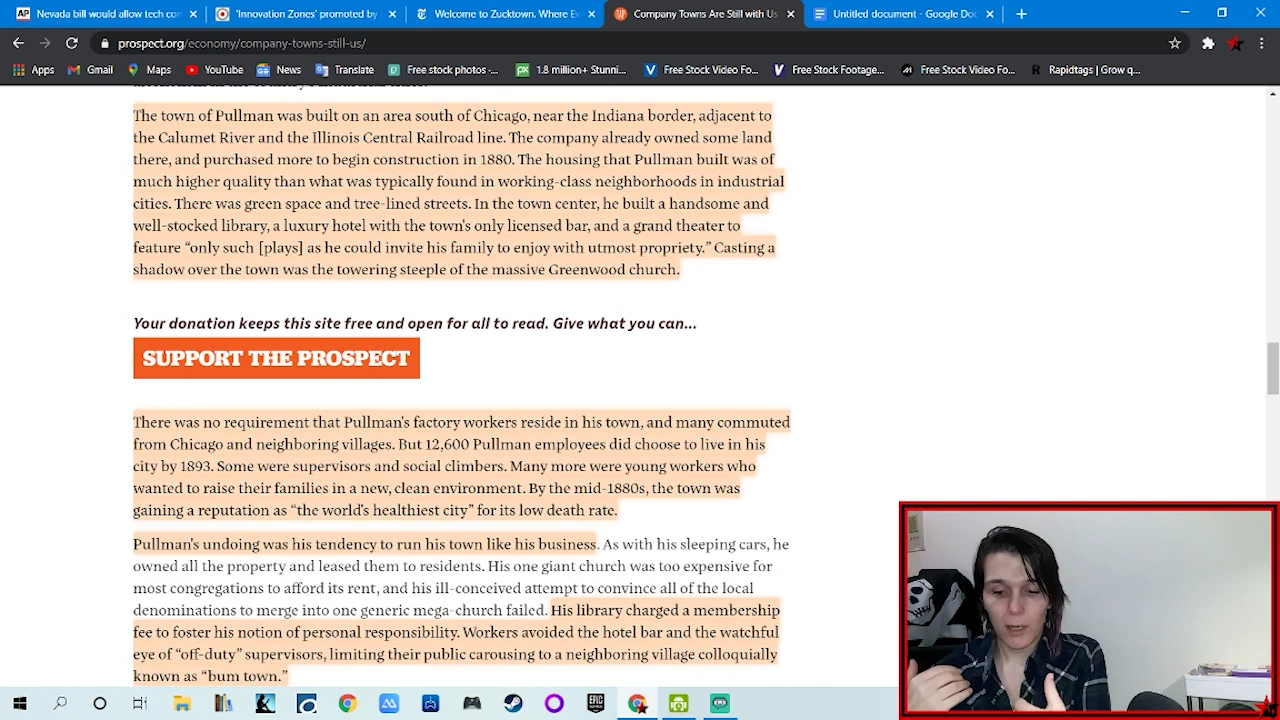 Nevada bill would allow tech con
'Innovation Zones' promoted by
Welcome to Zucktown. Where Ev
Company Towns Are Still with Us
Untitled document - Google Doc
prospect.org/economy/company-towns-still-us/
Apps
Gmail
Maps
YouTube
News
Translate
Free stock photos -...
1.8 million+ Stunni...
Free Stock Video Fo...
Free Stock Footage...
Free Stock Video Fo...
Rapidtags | Grow q...
The town of Pullman was built on an area south of Chicago, near the Indiana border, adjacent to
the Calumet River and the Illinois Central Railroad line. The company already owned some land
there, and purchased more to begin construction in 1880. The housing that Pullman built was of
much higher quality than what was typically found in working-class neighborhoods in industrial
cities. There was green space and tree-lined streets. In the town center, he built a handsome and
well-stocked library, a luxury hotel with the town's only licensed bar, and a grand theater to
feature “only such [plays] as he could invite his family to enjoy with utmost propriety.” Casting a
shadow over the town was the towering steeple of the massive Greenwood church.
Your donation keeps this site free and open for all to read. Give what you can...
SUPPORT THE PROSPECT
There was no requirement that Pullman's factory workers reside in his town, and many commuted
from Chicago and neighboring villages. But 12,600 Pullman employees did choose to live in his
city by 1893. Some were supervisors and social climbers. Many more were young workers who
wanted to raise their families in a new, clean environment. By the mid-1880s, the town was
gaining a reputation as “the world's healthiest city” for its low death rate.
Pullman's undoing was his tendency to run his town like his business. As with his sleeping cars, he
owned all the property and leased them to residents. His one giant church was too expensive for
most congregations to afford its rent, and his ill-conceived attempt to convince all of the local
denominations to merge into one generic mega-church failed. His library charged a membership
fee to foster his notion of personal responsibility. Workers avoided the hotel bar and the watchful
eye of “off-duty” supervisors, limiting their public carousing to a neighboring village colloquially
known as “bum town.”